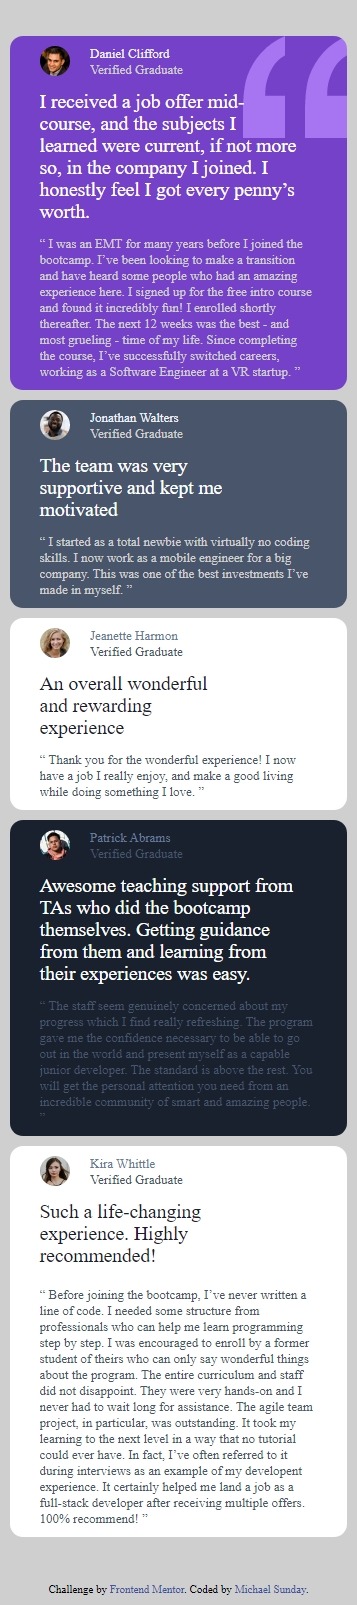 Daniel Clifford
Verified Graduate
I received a job offer mid-
course, and the subjects I
learned were current, if not more
so, in the company I joined. I
honestly feel I got every penny’s
worth.
“ I was an EMT for many years before I joined the
bootcamp. I’ve been looking to make a transition
and have heard some people who had an amazing
experience here. I signed up for the free intro course
and found it incredibly fun! I enrolled shortly
thereafter. The next 12 weeks was the best - and
most grueling - time of my life. Since completing
the course, I’ve successfully switched careers,
working as a Software Engineer at a VR startup. ”
Jonathan Walters
Verified Graduate
The team was very
supportive and kept me
motivated
“ I started as a total newbie with virtually no coding
skills. I now work as a mobile engineer for a big
company. This was one of the best investments I’ve
made in myself. ”
Jeanette Harmon
Verified Graduate
An overall wonderful
and rewarding
experience
“ Thank you for the wonderful experience! I now
have a job I really enjoy, and make a good living
while doing something I love. ”
Patrick Abrams
Verified Graduate
Awesome teaching support from
TAs who did the bootcamp
themselves. Getting guidance
from them and learning from
their experiences was easy.
“ The staff seem genuinely concerned about my
progress which I find really refreshing. The program
gave me the confidence necessary to be able to go
out in the world and present myself as a capable
junior developer. The standard is above the rest. You
will get the personal attention you need from an
incredible community of smart and amazing people.
”
Kira Whittle
Verified Graduate
Such a life-changing
experience. Highly
recommended!
“ Before joining the bootcamp, I’ve never written a
line of code. I needed some structure from
professionals who can help me learn programming
step by step. I was encouraged to enroll by a former
student of theirs who can only say wonderful things
about the program. The entire curriculum and staff
did not disappoint. They were very hands-on and I
never had to wait long for assistance. The agile team
project, in particular, was outstanding. It took my
learning to the next level in a way that no tutorial
could ever have. In fact, I’ve often referred to it
during interviews as an example of my developent
experience. It certainly helped me land a job as a
full-stack developer after receiving multiple offers.
100% recommend! ”
Challenge by Frontend Mentor. Coded by Michael Sunday.